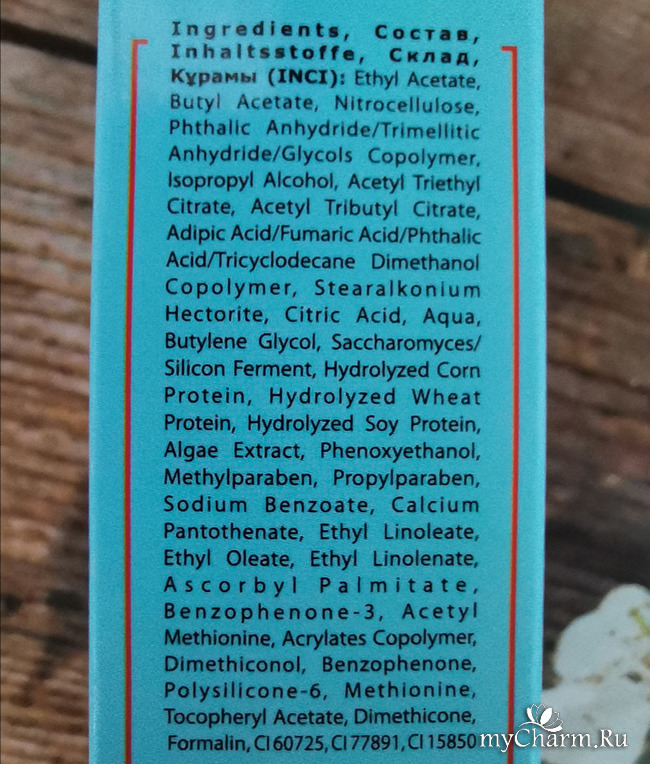 Ingredients, Состав,
Inhaltsstoffe, Склад,
Құрамы (INCI): Ethyl Acetate,
Butyl Acetate, Nitrocellulose,
Phthalic Anhydride/Trimellitic
Anhydride/Glycols Copolymer,
Isopropyl Alcohol, Acetyl Triethyl
Citrate, Acetyl Tributyl Citrate,
Adipic Acid/Fumaric Acid/Phthalic
Acid/Tricyclodecane Dimethanol
Copolymer, Stearalkonium
Hectorite, Citric Acid, Aqua,
Butylene Glycol, Saccharomyces/
Silicon Ferment, Hydrolyzed Corn
Protein, Hydrolyzed Wheat
Protein, Hydrolyzed Soy Protein,
Algae Extract, Phenoxyethanol,
Methylparaben, Propylparaben,
Sodium Benzoate, Calcium
Pantothenate, Ethyl Linoleate,
Ethyl Oleate, Ethyl Linolenate,
Ascorbyl Palmitate,
Benzophenone-3, Acetyl
Methionine, Acrylates Copolymer,
Dimethiconol, Benzophenone,
Polysilicone-6, Methionine,
Tocopheryl Acetate, Dimethicone,
Formalin, CI 60725, CI 77891, CI 15850
myCharm.Ru